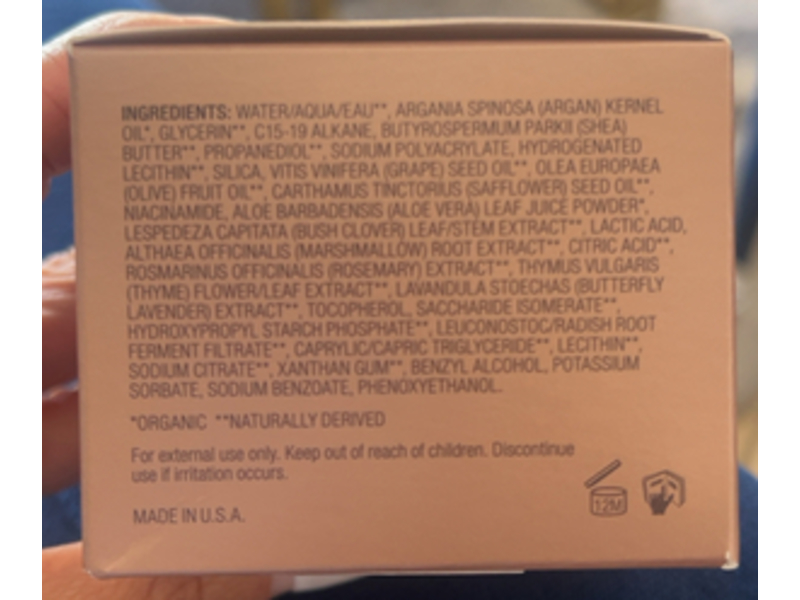 INGREDIENTS: WATER/AQUA/EAU**, ARGANIA SPINOSA (ARGAN) KERNEL
OIL*, GLYCERIN**, C15-19 ALKANE, BUTYROSPERMUM PARKII (SHEA)
BUTTER**, PROPANEDIOL**, SODIUM POLYACRYLATE, HYDROGENATED
LECITHIN**, SILICA, VITIS VINIFERA (GRAPE) SEED OIL**, OLEA EUROPAEA
(OLIVE) FRUIT OIL**, CARTHAMUS TINCTORIUS (SAFFLOWER) SEED OIL**,
NIACINAMIDE, ALOE BARBADENSIS (ALOE VERA) LEAF JUICE POWDER*,
LESPEDEZA CAPITATA (BUSH CLOVER) LEAF/STEM EXTRACT**, LACTIC ACID,
ALTHAEA OFFICINALIS (MARSHMALLOW) ROOT EXTRACT**, CITRIC ACID**,
ROSMARINUS OFFICINALIS (ROSEMARY) EXTRACT**, THYMUS VULGARIS
(THYME) FLOWER/LEAF EXTRACT**, LAVANDULA STOECHAS (BUTTERFLY
LAVENDER) EXTRACT**, TOCOPHEROL, SACCHARIDE ISOMERATE**,
HYDROXYPROPYL STARCH PHOSPHATE**, LEUCONOSTOC/RADISH ROOT
FERMENT FILTRATE**, CAPRYLIC/CAPRIC TRIGLYCERIDE**, LECITHIN**,
SODIUM CITRATE**, XANTHAN GUM**, BENZYL ALCOHOL, POTASSIUM
SORBATE, SODIUM BENZOATE, PHENOXYETHANOL.
*ORGANIC **NATURALLY DERIVED
For external use only. Keep out of reach of children. Discontinue
use if irritation occurs.
12M
MADE IN U.S.A.